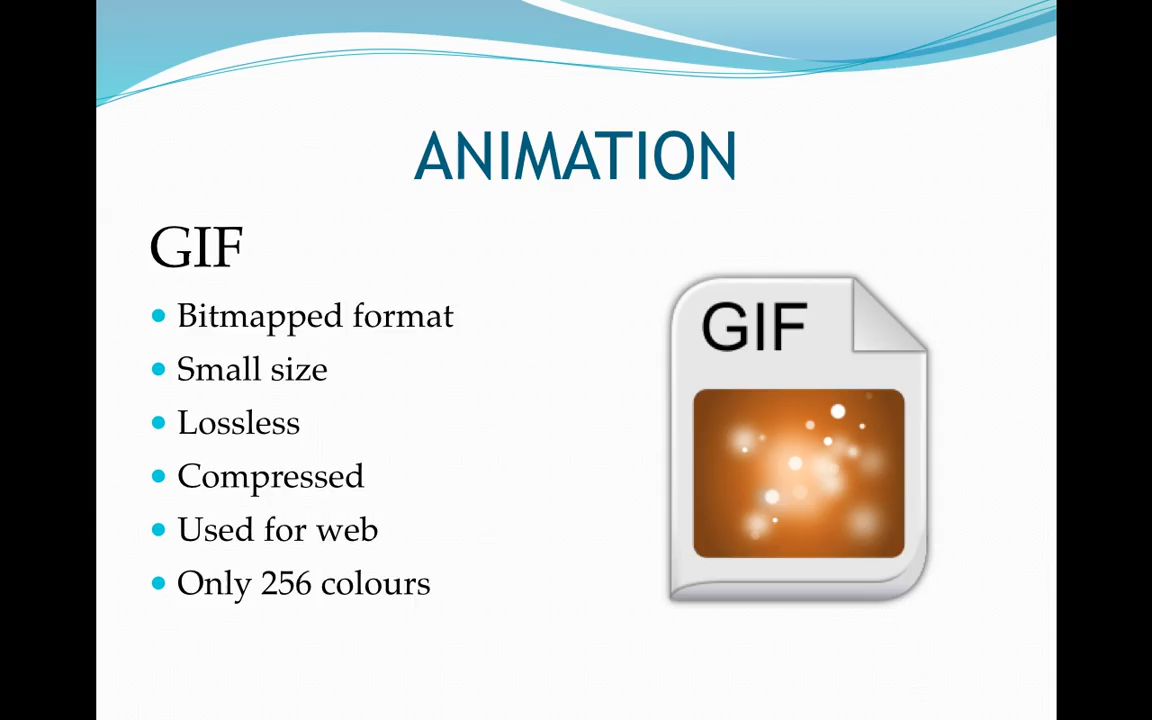 ANIMATION
GIF
Bitmapped format
Small size
Lossless
Compressed
Used for web
Only 256 colours
GIF